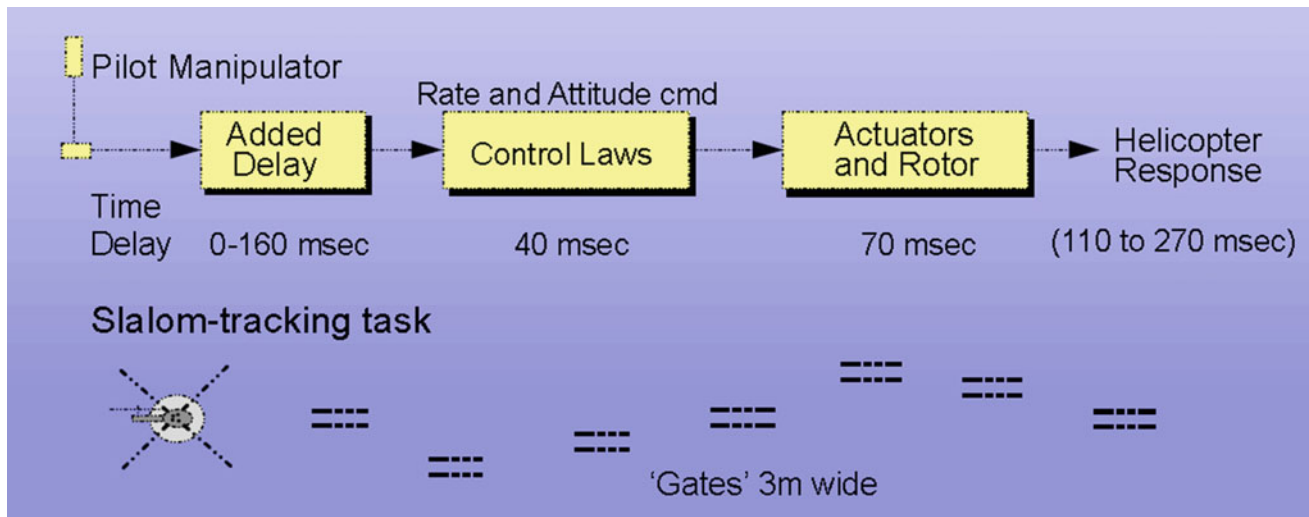 Pilot Manipulator
Rate and Attitude cmd
Added
Delay
Control Laws
Actuators
and Rotor
Helicopter
Response
Time
Delay
0-160 msec
40 msec
70 msec
(110 to 270 msec)
Slalom-tracking task
‘Gates’ 3m wide